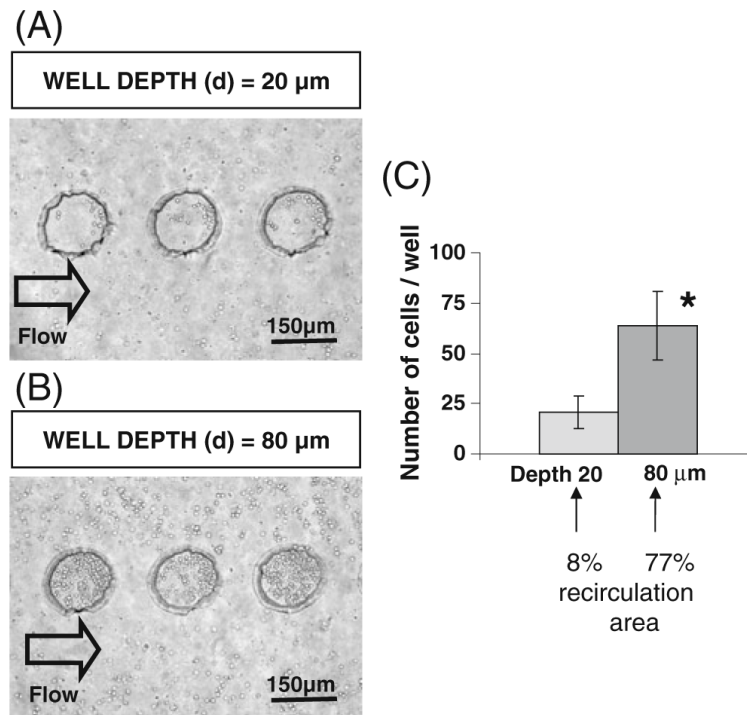 (A)
WELL DEPTH (d) = 20 μm
Flow
150μm
(B)
WELL DEPTH (d) = 80 μm
Flow
150μm
(C)
Number of cells / well
100
75
50
25
0
*
Depth 20
80 μm
8%
77%
recirculation
area